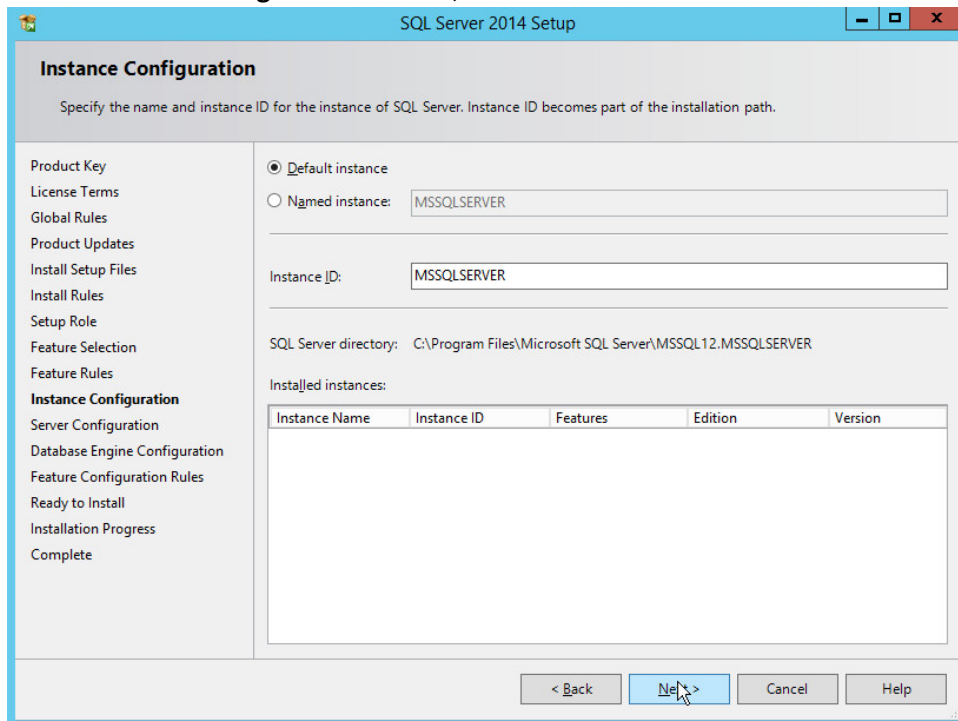 SQL Server 2014 Setup
Instance Configuration
Specify the name and instance ID for the instance of SQL Server. Instance ID becomes part of the installation path.
Product Key
License Terms
Global Rules
Product Updates
Install Setup Files
Install Rules
Setup Role
Feature Selection
Feature Rules
Instance Configuration
Server Configuration
Database Engine Configuration
Feature Configuration Rules
Ready to Install
Installation Progress
Complete
Default instance
Named instance: MSSQLSERVER
Instance ID: MSSQLSERVER
SQL Server directory: C:\Program Files\Microsoft SQL Server\MSSQL12.MSSQLSERVER
Installed instances:
Instance Name Instance ID Features Edition Version
< Back Next > Cancel Help